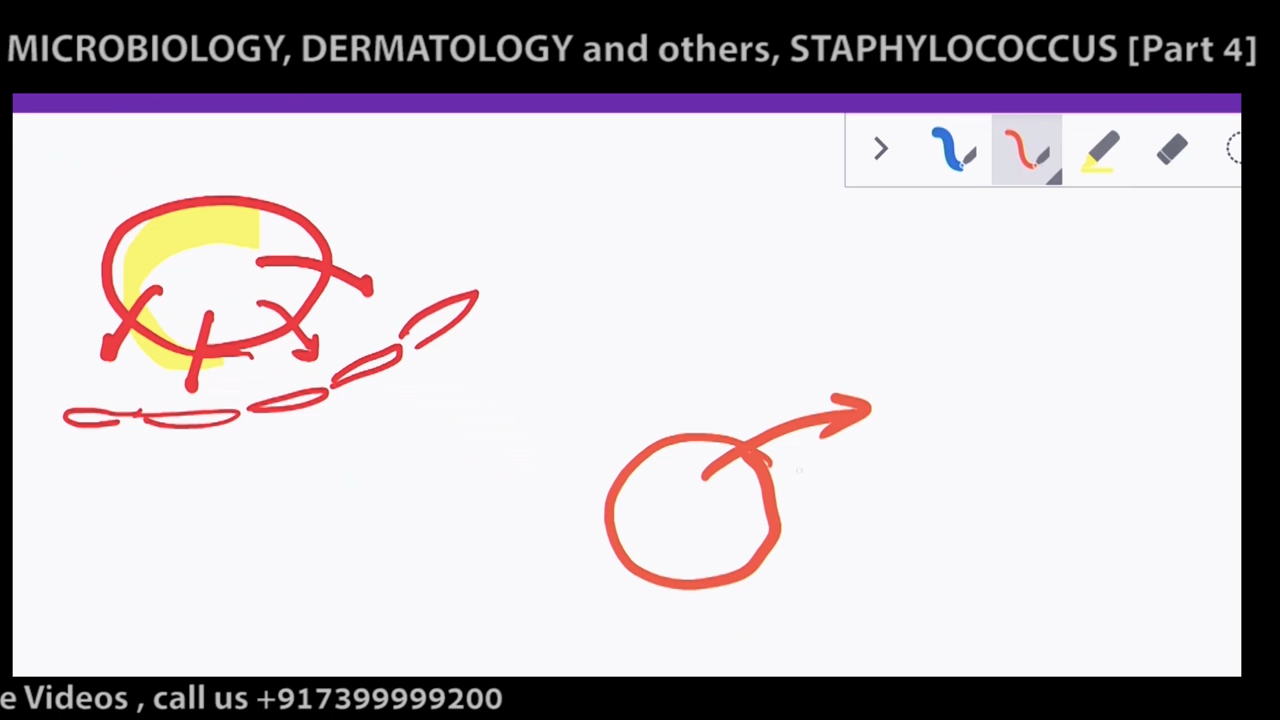 MICROBIOLOGY, DERMATOLOGY and others, STAPHYLOCOCCUS [Part 4]
e Videos , call us +917399999200